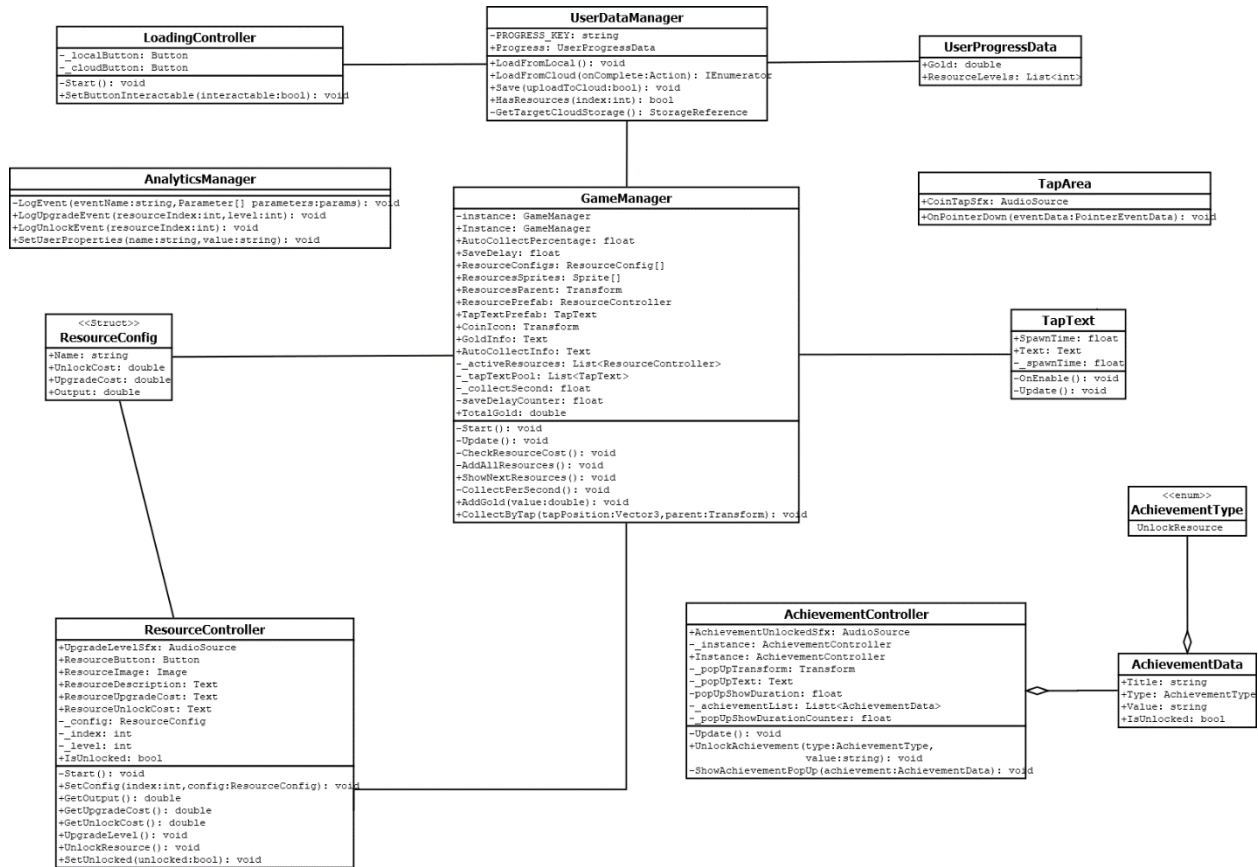 LoadingController
-_localButton: Button
-_cloudButton: Button
-Start(): void
+SetButtonInteractable(interactable:bool): void
UserDataManager
-PROGRESS_KEY: string
+Progress: UserProgressData
+LoadFromLocal(): void
+LoadFromCloud(onComplete:Action): IEnumerator
+Save(uploadToCloud:bool): void
+HasResources(index:int): bool
-GetTargetCloudStorage(): StorageReference
UserProgressData
+Gold: double
+ResourceLevels: List<int>
AnalyticsManager
-LogEvent(eventName:string,Parameter[] parameters:params): void
+LogUpgradeEvent(resourceIndex:int,level:int): void
+LogUnlockEvent(resourceIndex:int): void
+SetUserProperties(name:string,value:string): void
GameManager
-instance: GameManager
+Instance: GameManager
+AutoCollectPercentage: float
+SaveDelay: float
+ResourceConfigs: ResourceConfig[]
+ResourcesSprites: Sprite[]
+ResourcesParent: Transform
+ResourcePrefab: ResourceController
+TapTextPrefab: TapText
+CoinIcon: Transform
+GoldInfo: Text
+AutoCollectInfo: Text
-_activeResources: List<ResourceController>
-_tapTextPool: List<TapText>
-_collectSecond: float
-saveDelayCounter: float
+TotalGold: double
-Start(): void
-Update(): void
-CheckResourceCost(): void
-AddAllResources(): void
+ShowNextResources(): void
-CollectPerSecond(): void
+AddGold(value:double): void
+CollectByTap(tapPosition:Vector3,parent:Transform): void
TapArea
+CoinTapSfx: AudioSource
+OnPointerDown(eventData:PointerEventData): void
<<Struct>>
ResourceConfig
+Name: string
+UnlockCost: double
+UpgradeCost: double
+Output: double
TapText
+SpawnTime: float
+Text: Text
-_spawnTime: float
-OnEnable(): void
-Update(): void
<<enum>>
AchievementType
UnlockResource
ResourceController
+UpgradeLevelSfx: AudioSource
+ResourceButton: Button
+ResourceImage: Image
+ResourceDescription: Text
+ResourceUpgradeCost: Text
+ResourceUnlockCost: Text
-_config: ResourceConfig
-_index: int
-_level: int
+IsUnlocked: bool
-Start(): void
+SetConfig(index:int,config:ResourceConfig): void
+GetOutput(): double
+GetUpgradeCost(): double
+GetUnlockCost(): double
+UpgradeLevel(): void
+UnlockResource(): void
+SetUnlocked(unlocked:bool): void
AchievementController
+AchievementUnlockedSfx: AudioSource
-_instance: AchievementController
+Instance: AchievementController
-_popUpTransform: Transform
-_popUpText: Text
-popUpShowDuration: float
-_achievementList: Listt<AchievementData>
-_popUpShowDurationCounter: float
-Update(): void
+UnlockAchievement(type:AchievementType,
value:string): void
-ShowAchievementPopUp(achievement:AchievementData): void
AchievementData
+Title: string
+Type: AchievementType
+Value: string
+IsUnlocked: bool